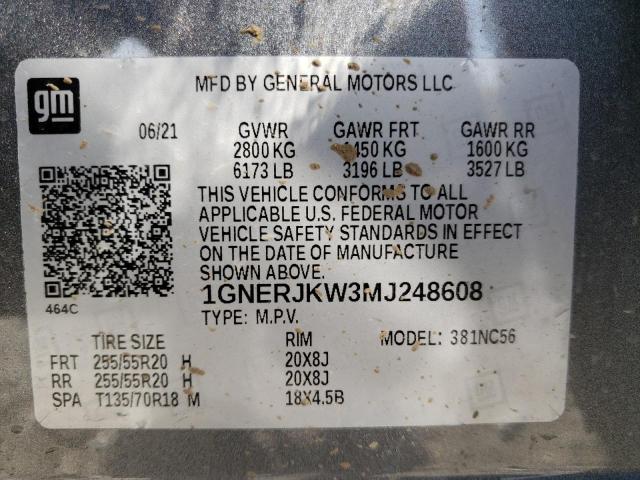 gm
MFD BY GENERAL MOTORS LLC
06/21 GVWR GAWR FRT GAWR RR
2800 KG 450 KG 1600 KG
6173 LB 3196 LB 3527 LB
THIS VEHICLE CONFORMS TO ALL
APPLICABLE U.S. FEDERAL MOTOR
VEHICLE SAFETY STANDARDS IN EFFECT
ON THE DATE OF MANUFACTURE
SHOWN ABOVE.
464C
1GNERJKW3MJ248608
TYPE: M.P.V.
TIRE SIZE RIM MODEL: 381NC56
FRT 255/55R20 H 20X8J
RR 255/55R20 H 20X8J
SPA T135/70R18 M 18X4.5B